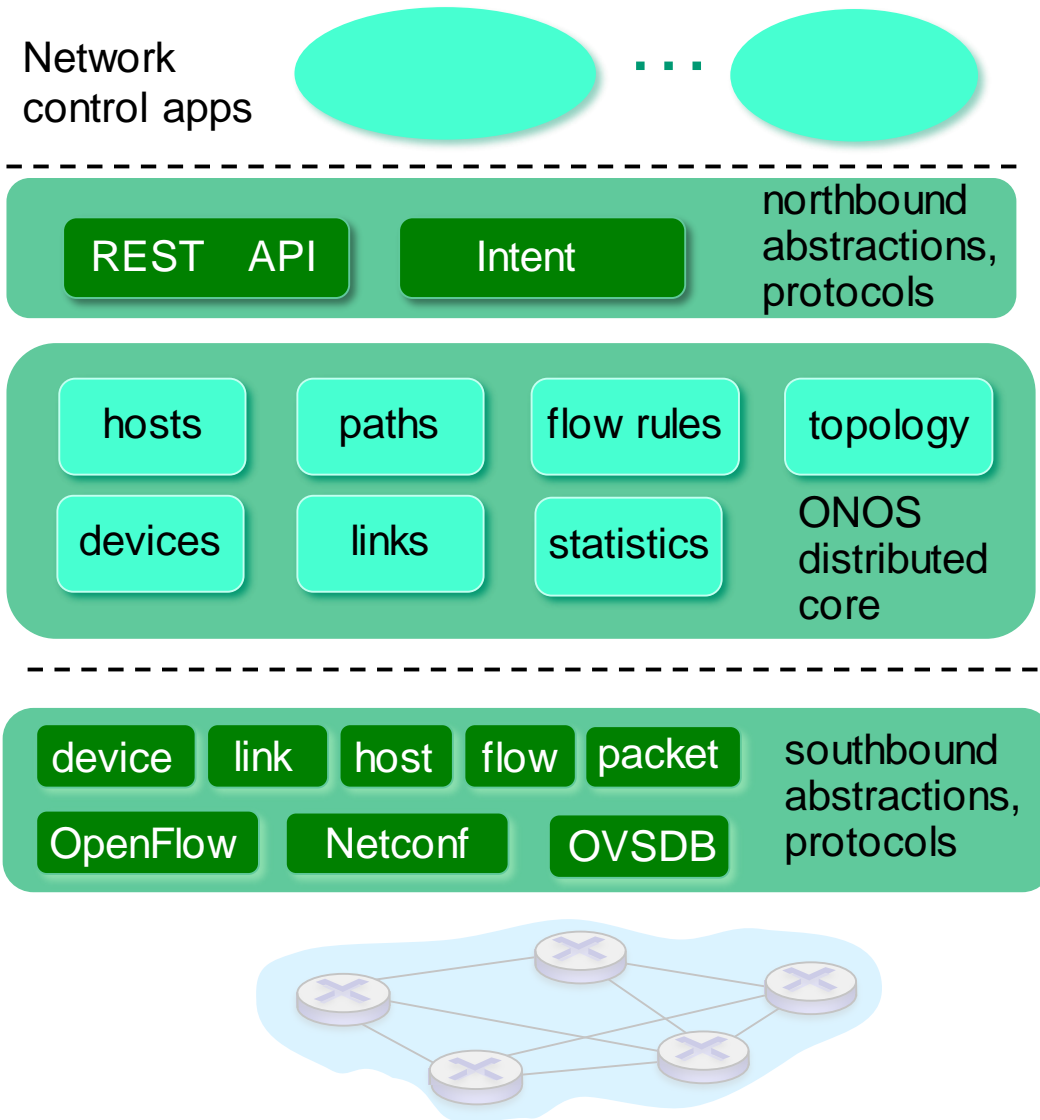 Network
control apps
. . .
REST API
Intent
northbound
abstractions,
protocols
hosts
paths
flow rules
topology
devices
links
statistics
ONOS
distributed
core
device
link
host
flow
packet
OpenFlow
Netconf
OVSDB
southbound
abstractions,
protocols